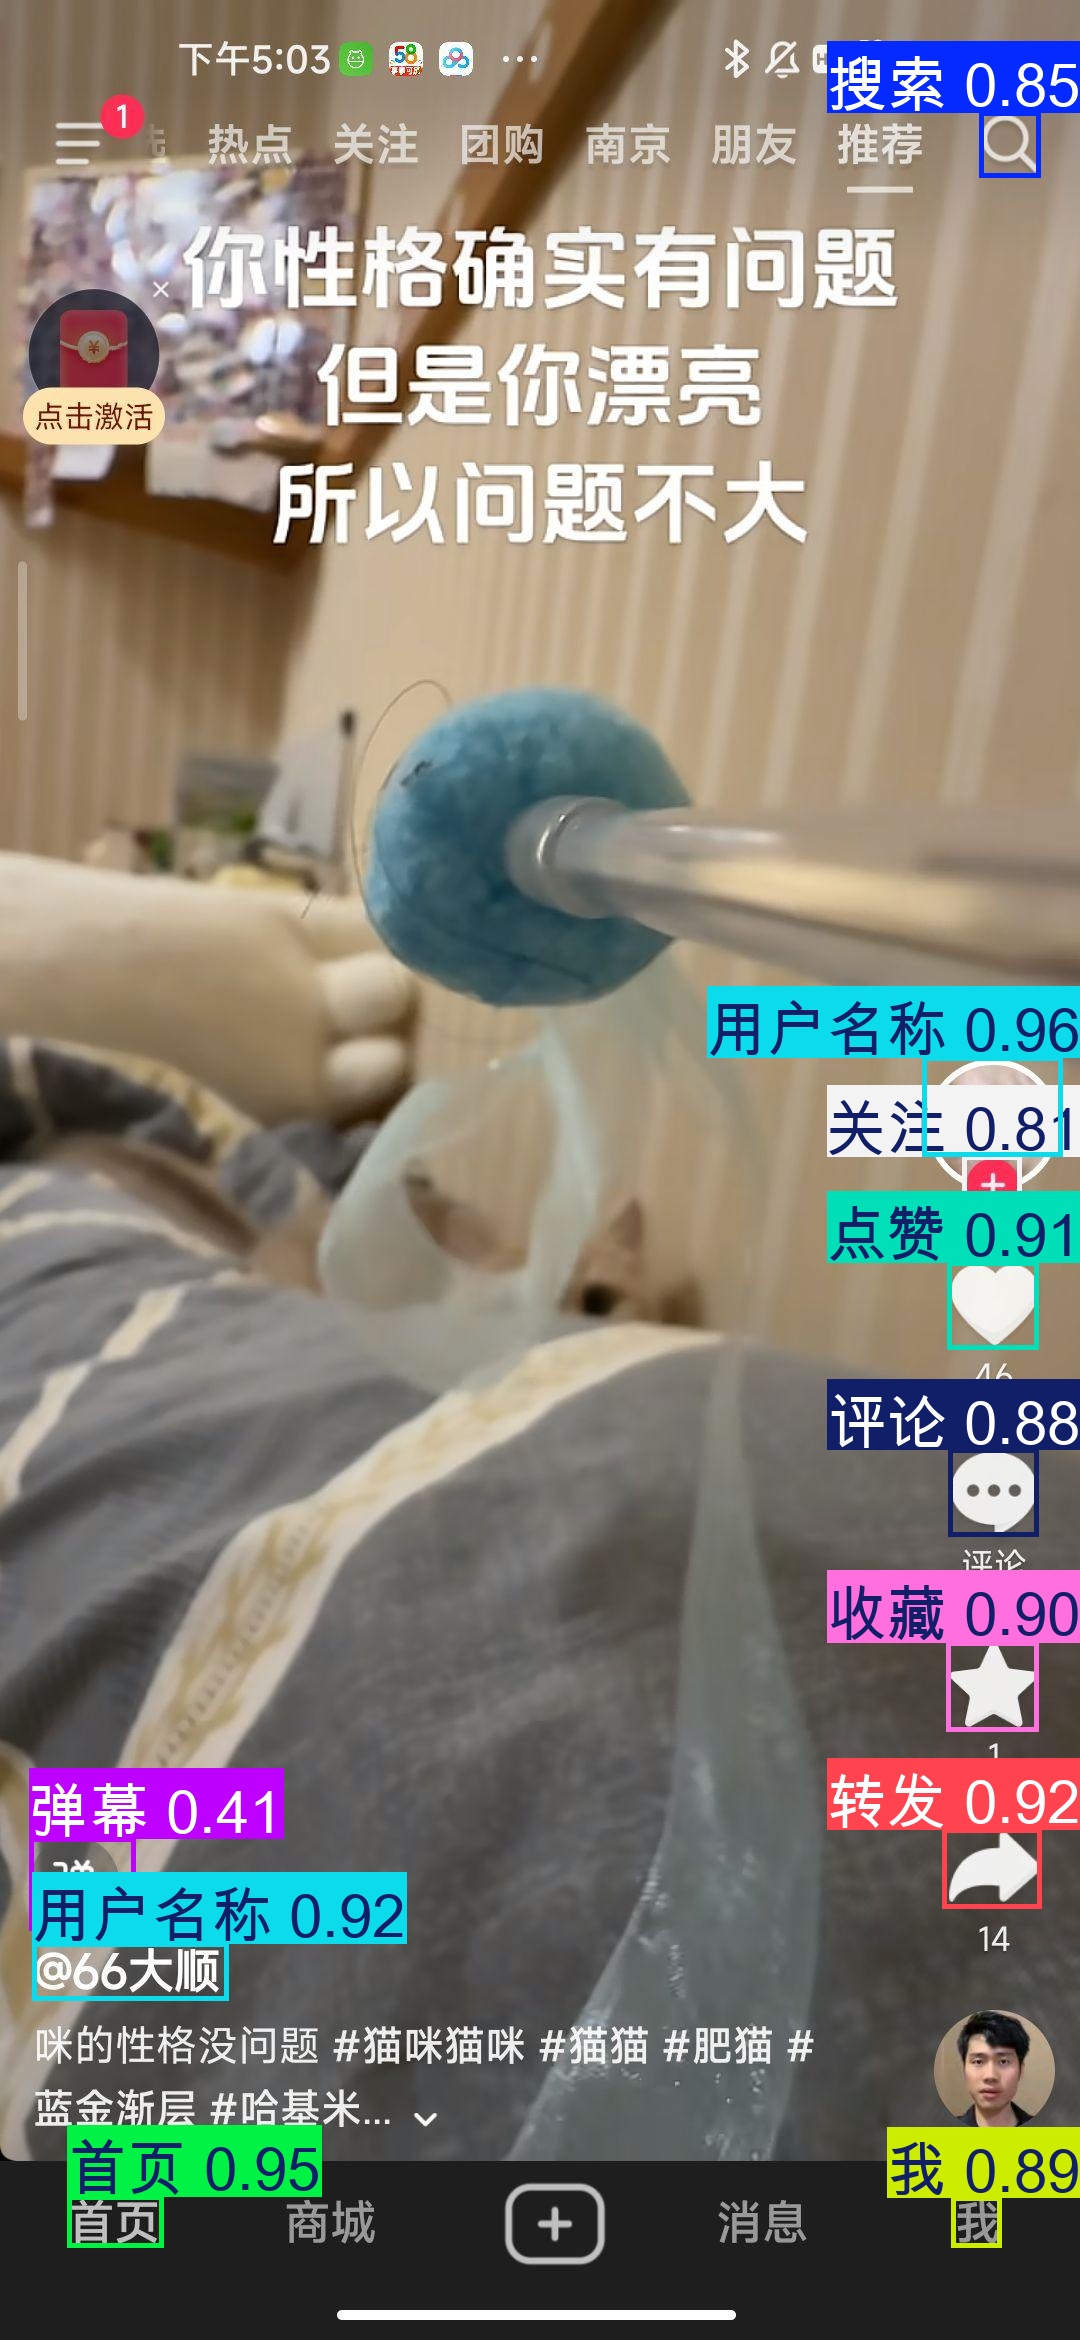 下午5:03
58
搜索 0.85
1
热点 关注 团购 南京 朋友 推荐
你性格确实有问题
但是你漂亮
所以问题不大
点击激活
用户名称 0.96
关注 0.81
点赞 0.91
46
评论 0.88
评论
收藏 0.90
1
转发 0.92
14
弹幕 0.41
用户名称 0.92
@66大顺
咪的性格没问题 #猫咪猫咪 #猫猫 #肥猫 #
蓝金渐层 #哈基米...
首页 0.95
我 0.89
首页 商城 消息 我